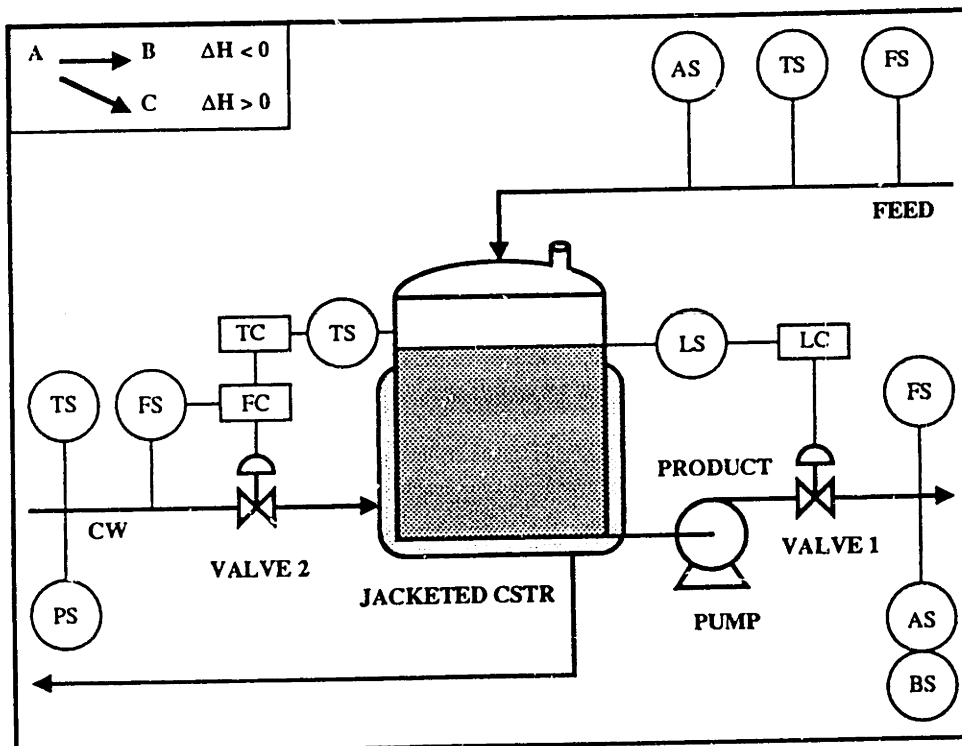 A B ΔH < 0
C ΔH > 0
AS TS FS
FEED
TC TS LS LC
TS FS FC FS
PRODUCT
CW
VALVE 2 VALVE 1
JACKETED CSTR
PS PUMP AS
BS